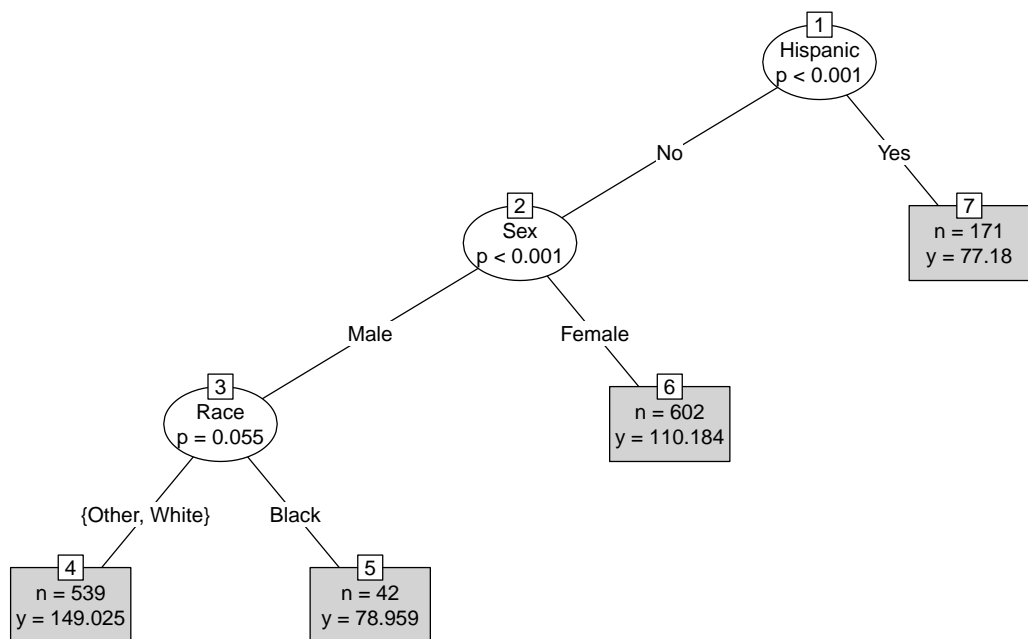 1
Hispanic
p < 0.001
No
Yes
2
Sex
p < 0.001
7
n = 171
y = 77.18
Male
Female
3
Race
p = 0.055
6
n = 602
y = 110.184
{Other, White}
Black
4
n = 539
y = 149.025
5
n = 42
y = 78.959